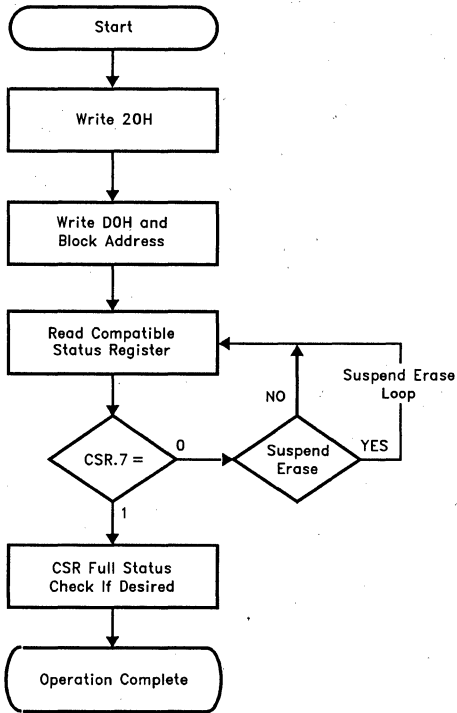 Start
Write 20H
Write D0H and
Block Address
Read Compatible
Status Register
Suspend Erase
Loop
NO
CSR.7 =
0
Suspend
Erase
YES
1
CSR Full Status
Check If Desired
Operation Complete